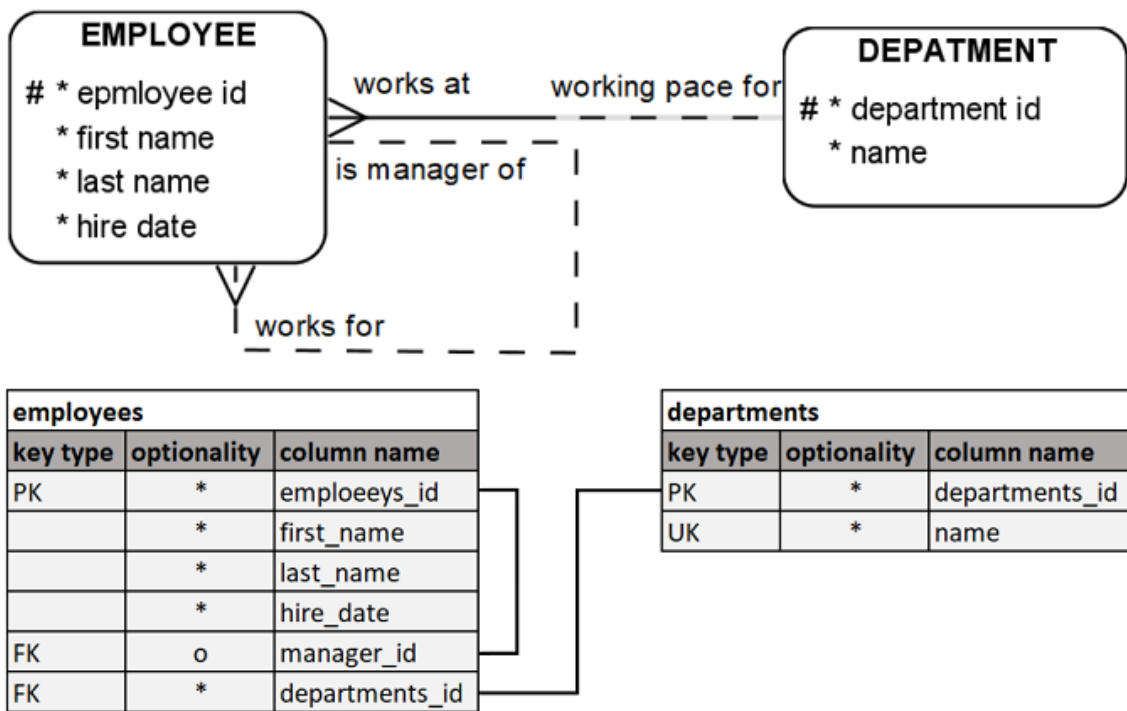 EMPLOYEE
# * epmloyee id
* first name
* last name
* hire date
works at
working pace for
is manager of
works for
DEPATMENT
# * department id
* name
employees
key type optionality column name
PK * emploeeys_id
* first_name
* last_name
* hire_date
FK o manager_id
FK * departments_id
departments
key type optionality column name
PK * departments_id
UK * name